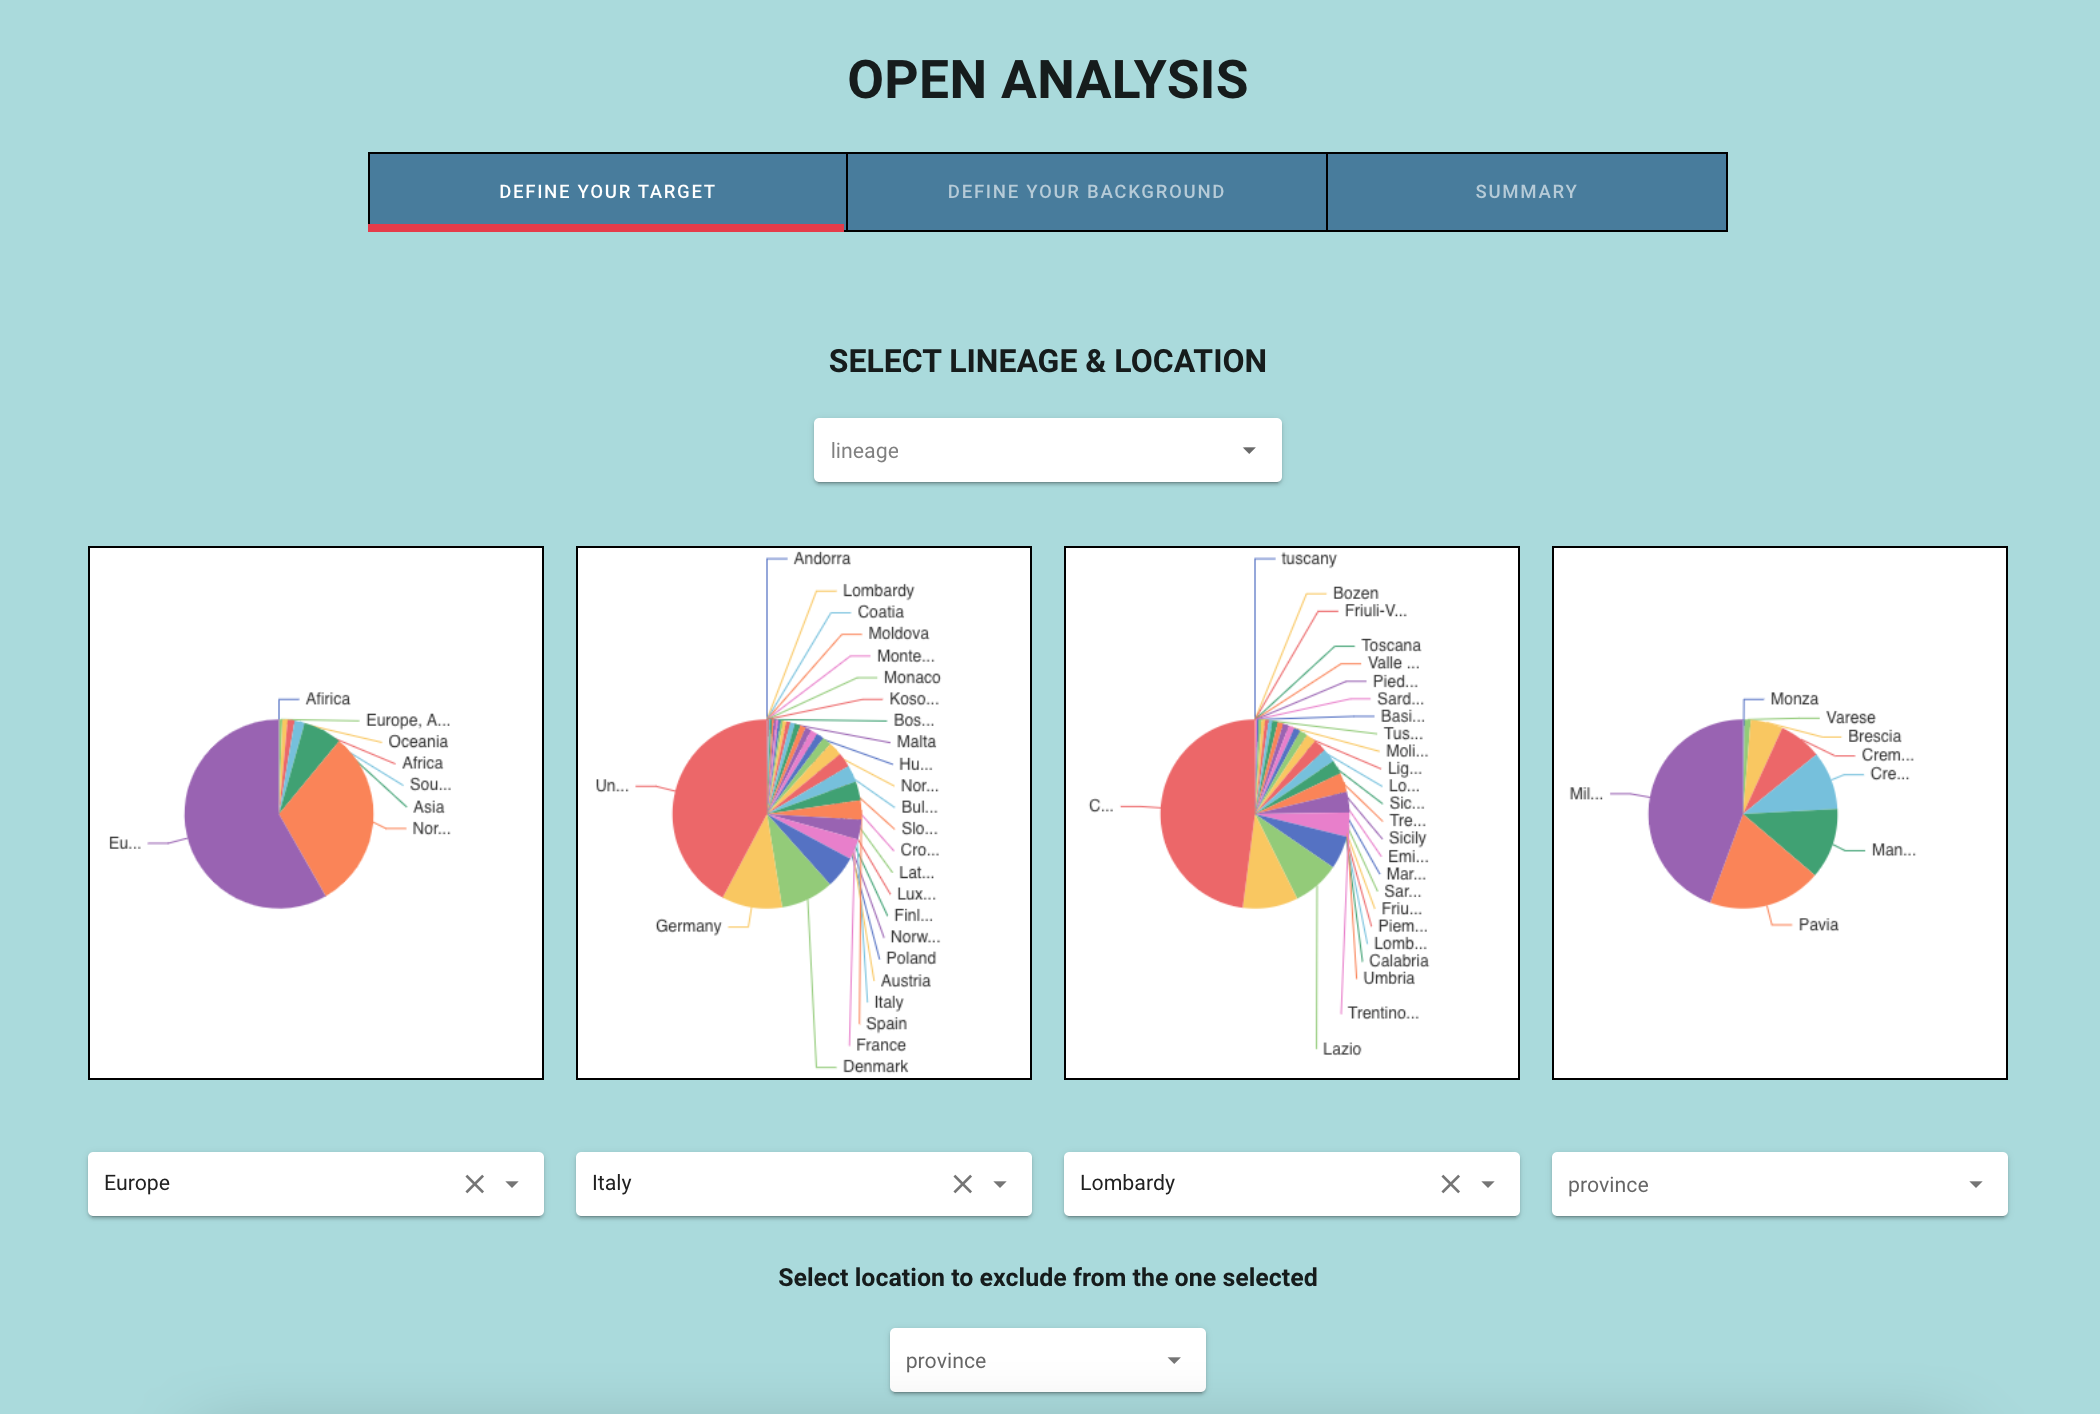 OPEN ANALYSIS
DEFINE YOUR TARGET
DEFINE YOUR BACKGROUND
SUMMARY
SELECT LINEAGE & LOCATION
lineage
Afirica
Europe, A...
Oceania
Africa
Sou...
Asia
Nor...
Eu...
Andorra
Lombardy
Coatia
Moldova
Monte...
Monaco
Koso...
Bos...
Malta
Hu...
Nor...
Bul...
Slo...
Cro...
Lat...
Lux...
Finl...
Norw...
Poland
Austria
Italy
Spain
France
Denmark
Germany
Un...
tuscany
Bozen
Friuli-V...
Toscana
Valle ...
Pied...
Sard...
Basi...
Tus...
Moli...
Lig...
Lo...
Sic...
Tre...
Sicily
Emi...
Mar...
Sar...
Friu...
Piem...
Lomb...
Calabria
Umbria
Trentino...
Lazio
C...
Monza
Varese
Brescia
Crem...
Cre...
Man...
Pavia
Mil...
Europe
Italy
Lombardy
province
Select location to exclude from the one selected
province